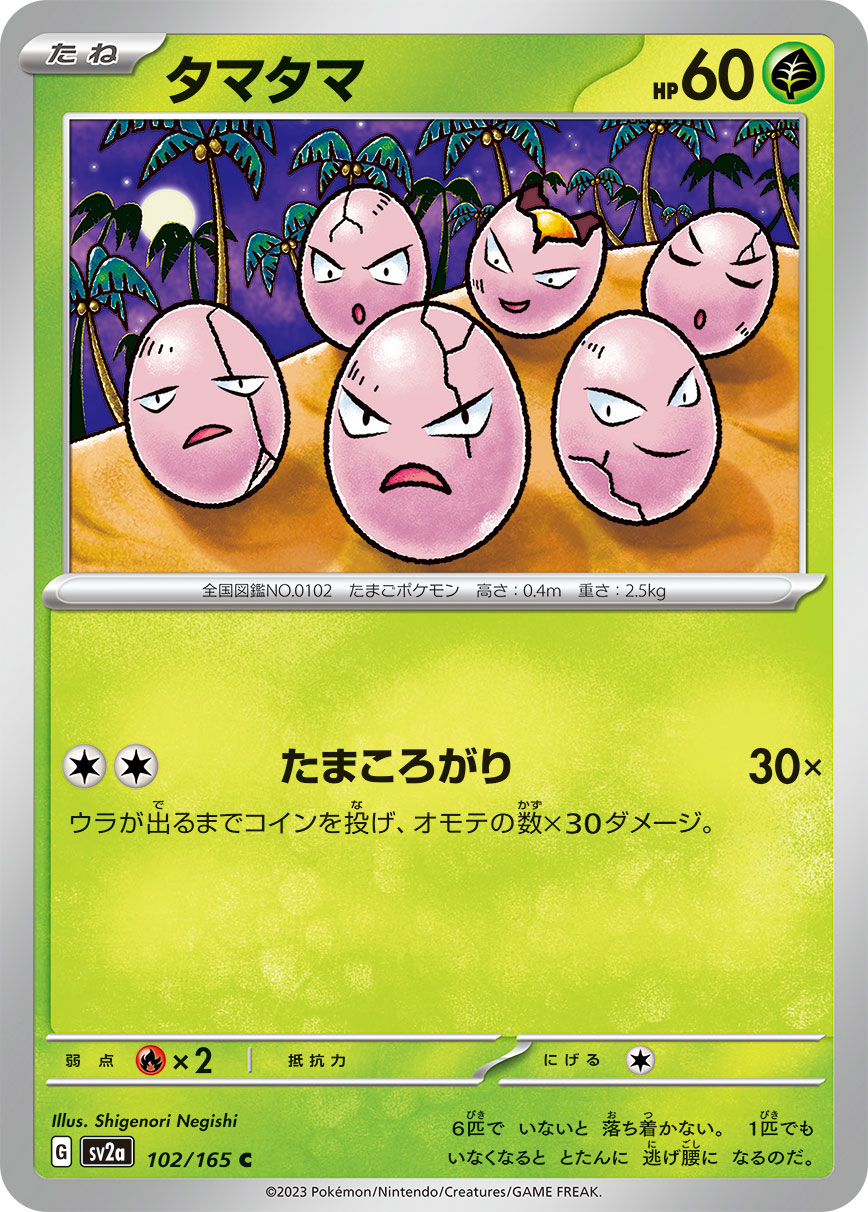 たね
タマタマ
HP60
全国図鑑NO.0102 たまごポケモン 高さ:0.4m 重さ:2.5kg
たまころがり 30×
ウラが出るまでコインを投げ、オモテの数×30ダメージ。
弱点 ×2 抵抗力 にげる
Illus. Shigenori Negishi
G sv2a 102/165 C
6匹で いないと 落ち着かない。 1匹でも
いなくなると とたんに 逃げ腰に なるのだ。
©2023 Pokémon/Nintendo/Creatures/GAME FREAK.